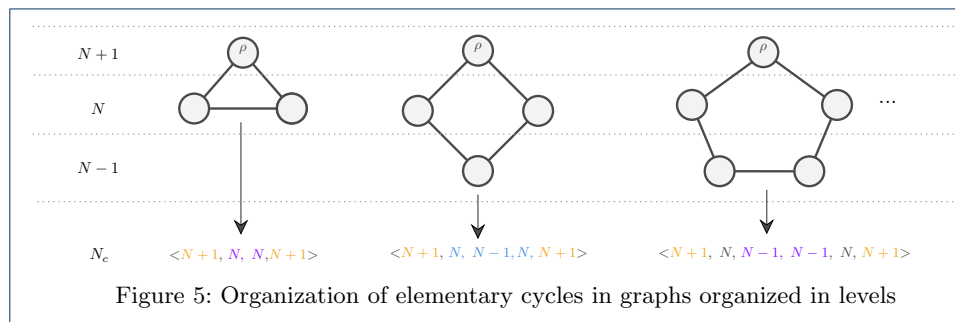 N + 1 ρ ρ ρ
N ...
N − 1
N_c <N + 1, N, N,N + 1> <N + 1, N, N − 1,N, N + 1> <N + 1, N, N − 1, N − 1, N, N + 1>
Figure 5: Organization of elementary cycles in graphs organized in levels